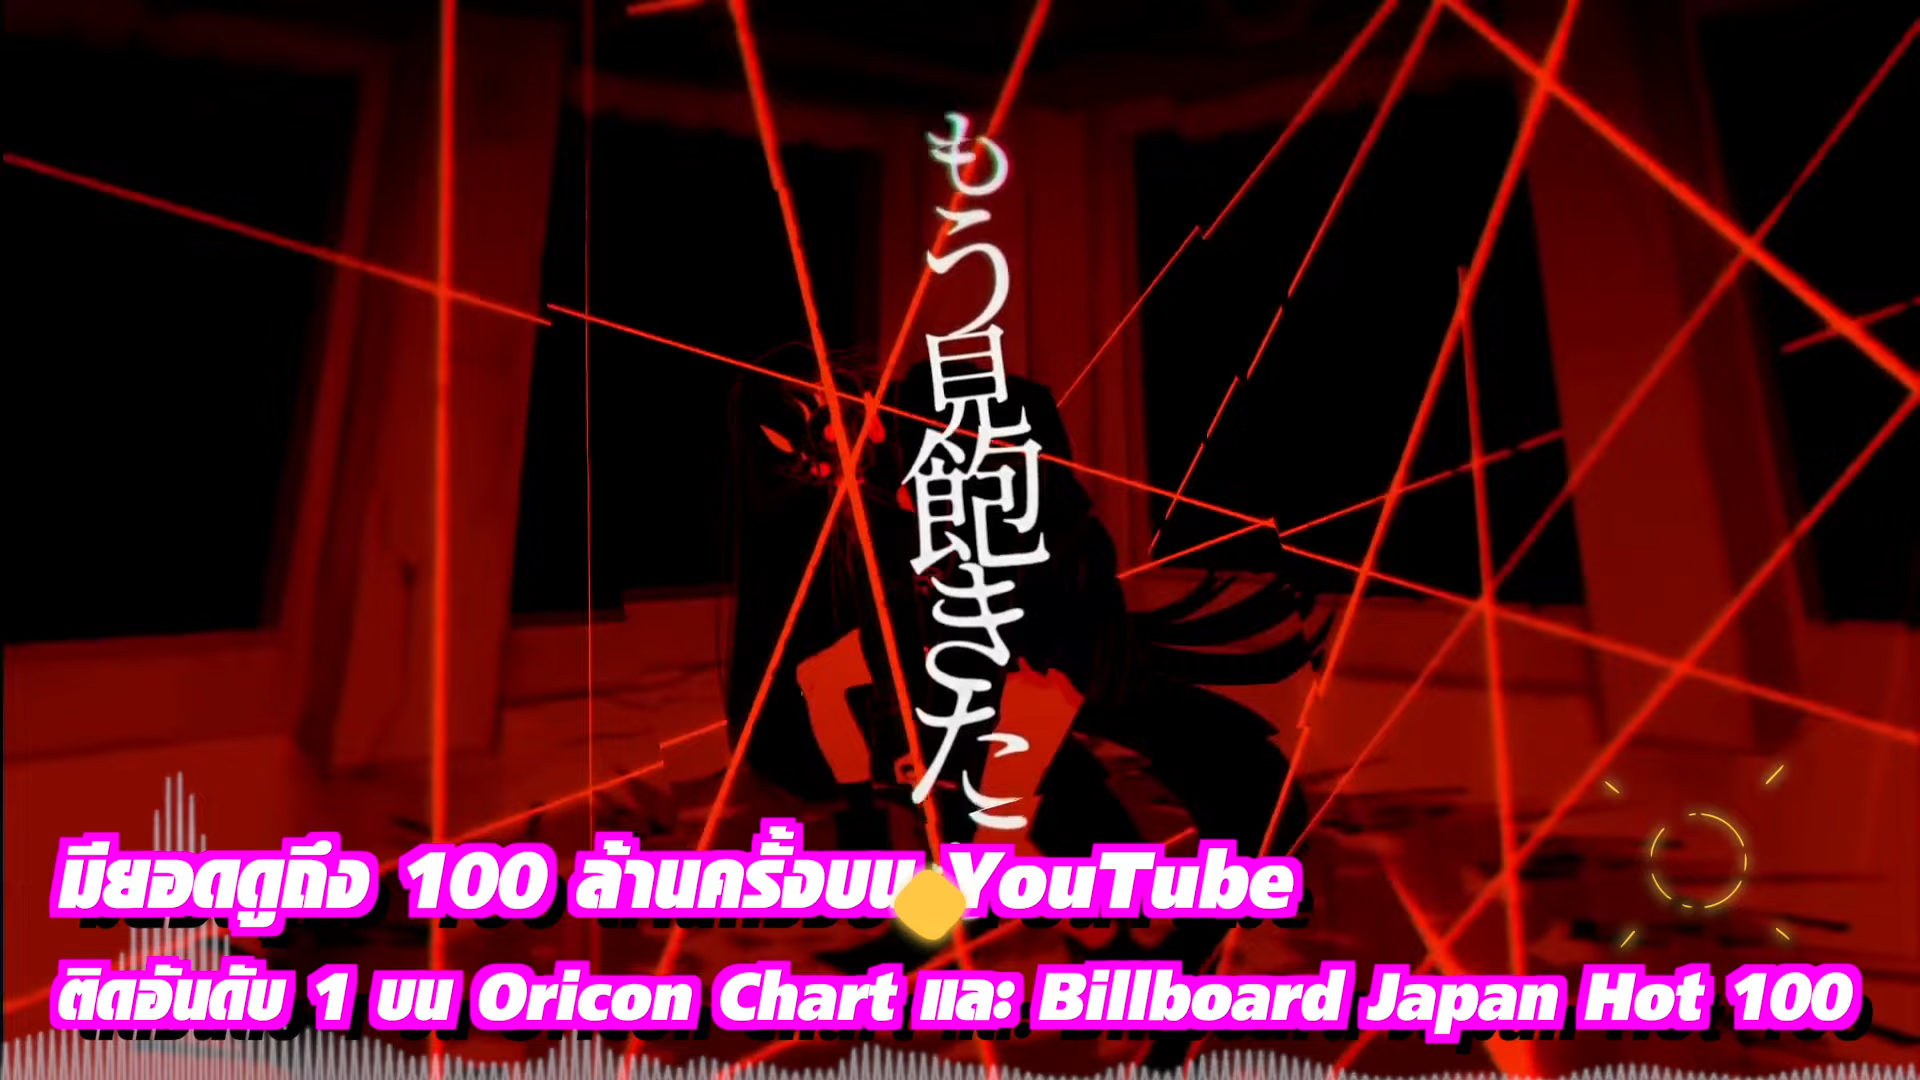 もう見飽きた
มียอดดูถึง 100 ล้านครั้งบน YouTube
ติดอันดับ 1 บน Oricon Chart และ Billboard Japan Hot 100